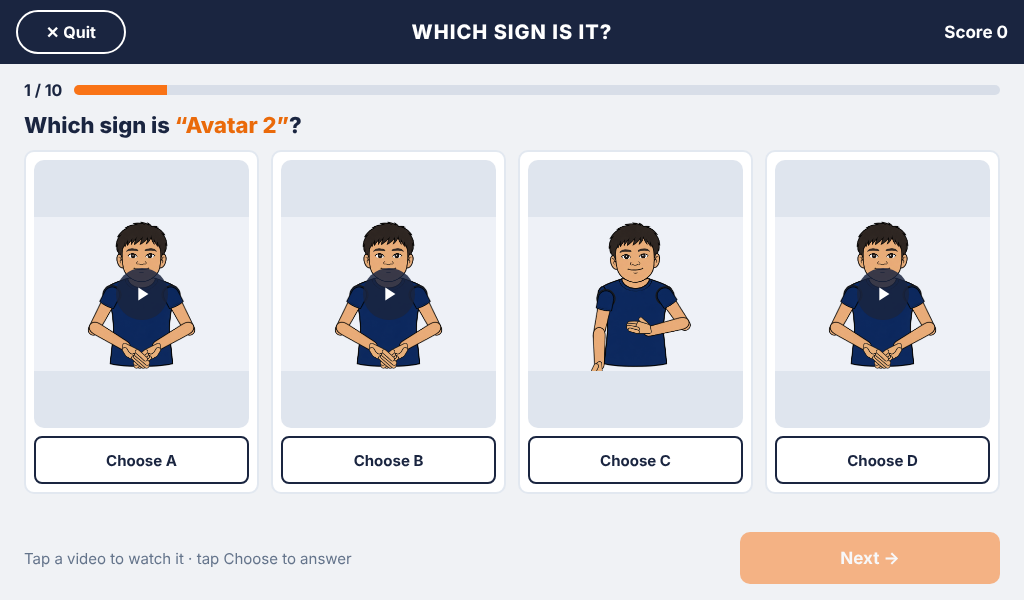 ✕ Quit
WHICH SIGN IS IT?
Score 0
1 / 10
Which sign is “Avatar 2”?
Choose A
Choose B
Choose C
Choose D
Tap a video to watch it · tap Choose to answer
Next →